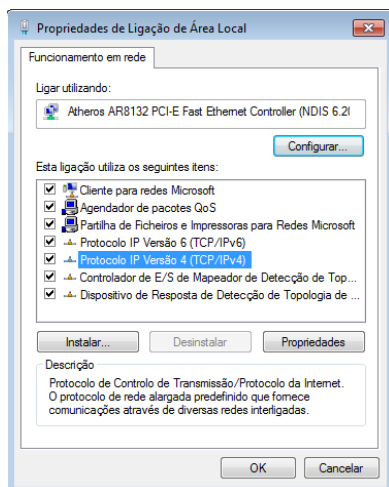 Propriedades de Ligação de Área Local
Funcionamento em rede
Ligar utilizando:
Atheros AR8132 PCI-E Fast Ethernet Controller (NDIS 6.2(
Configurar...
Esta ligação utiliza os seguintes itens:
Cliente para redes Microsoft
Agendador de pacotes QoS
Partilha de Ficheiros e Impressoras para Redes Microsoft
Protocolo IP Versão 6 (TCP/IPv6)
Protocolo IP Versão 4 (TCP/IPv4)
Controlador de E/S de Mapeador de Detecção de Top...
Dispositivo de Resposta de Detecção de Topologia de ...
Instalar... Desinstalar Propriedades
Descrição
Protocolo de Controlo de Transmissão/Protocolo da Internet.
O protocolo de rede alargada predefinido que fornece
comunicações através de diversas redes interligadas.
OK Cancelar